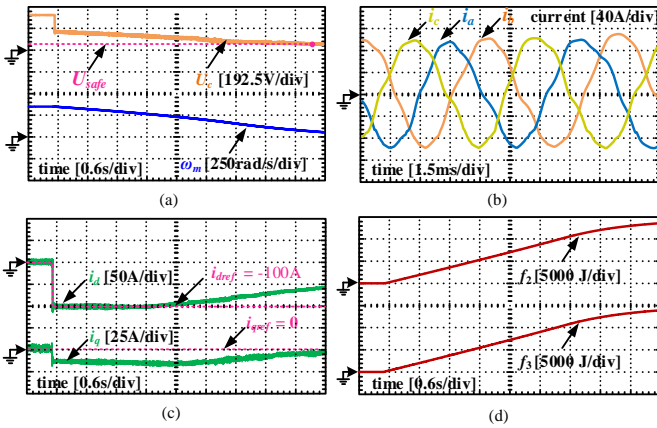 U_safe
U_c [192.5V/div]
ω_m [250rad/s/div]
time [0.6s/div]
(a)
current [40A/div]
i_c i_a i_b
time [1.5ms/div]
(b)
i_d [50A/div]
i_dref = -100A
i_q [25A/div]
i_qref = 0
time [0.6s/div]
(c)
f_2 [5000 J/div]
f_3 [5000 J/div]
time [0.6s/div]
(d)